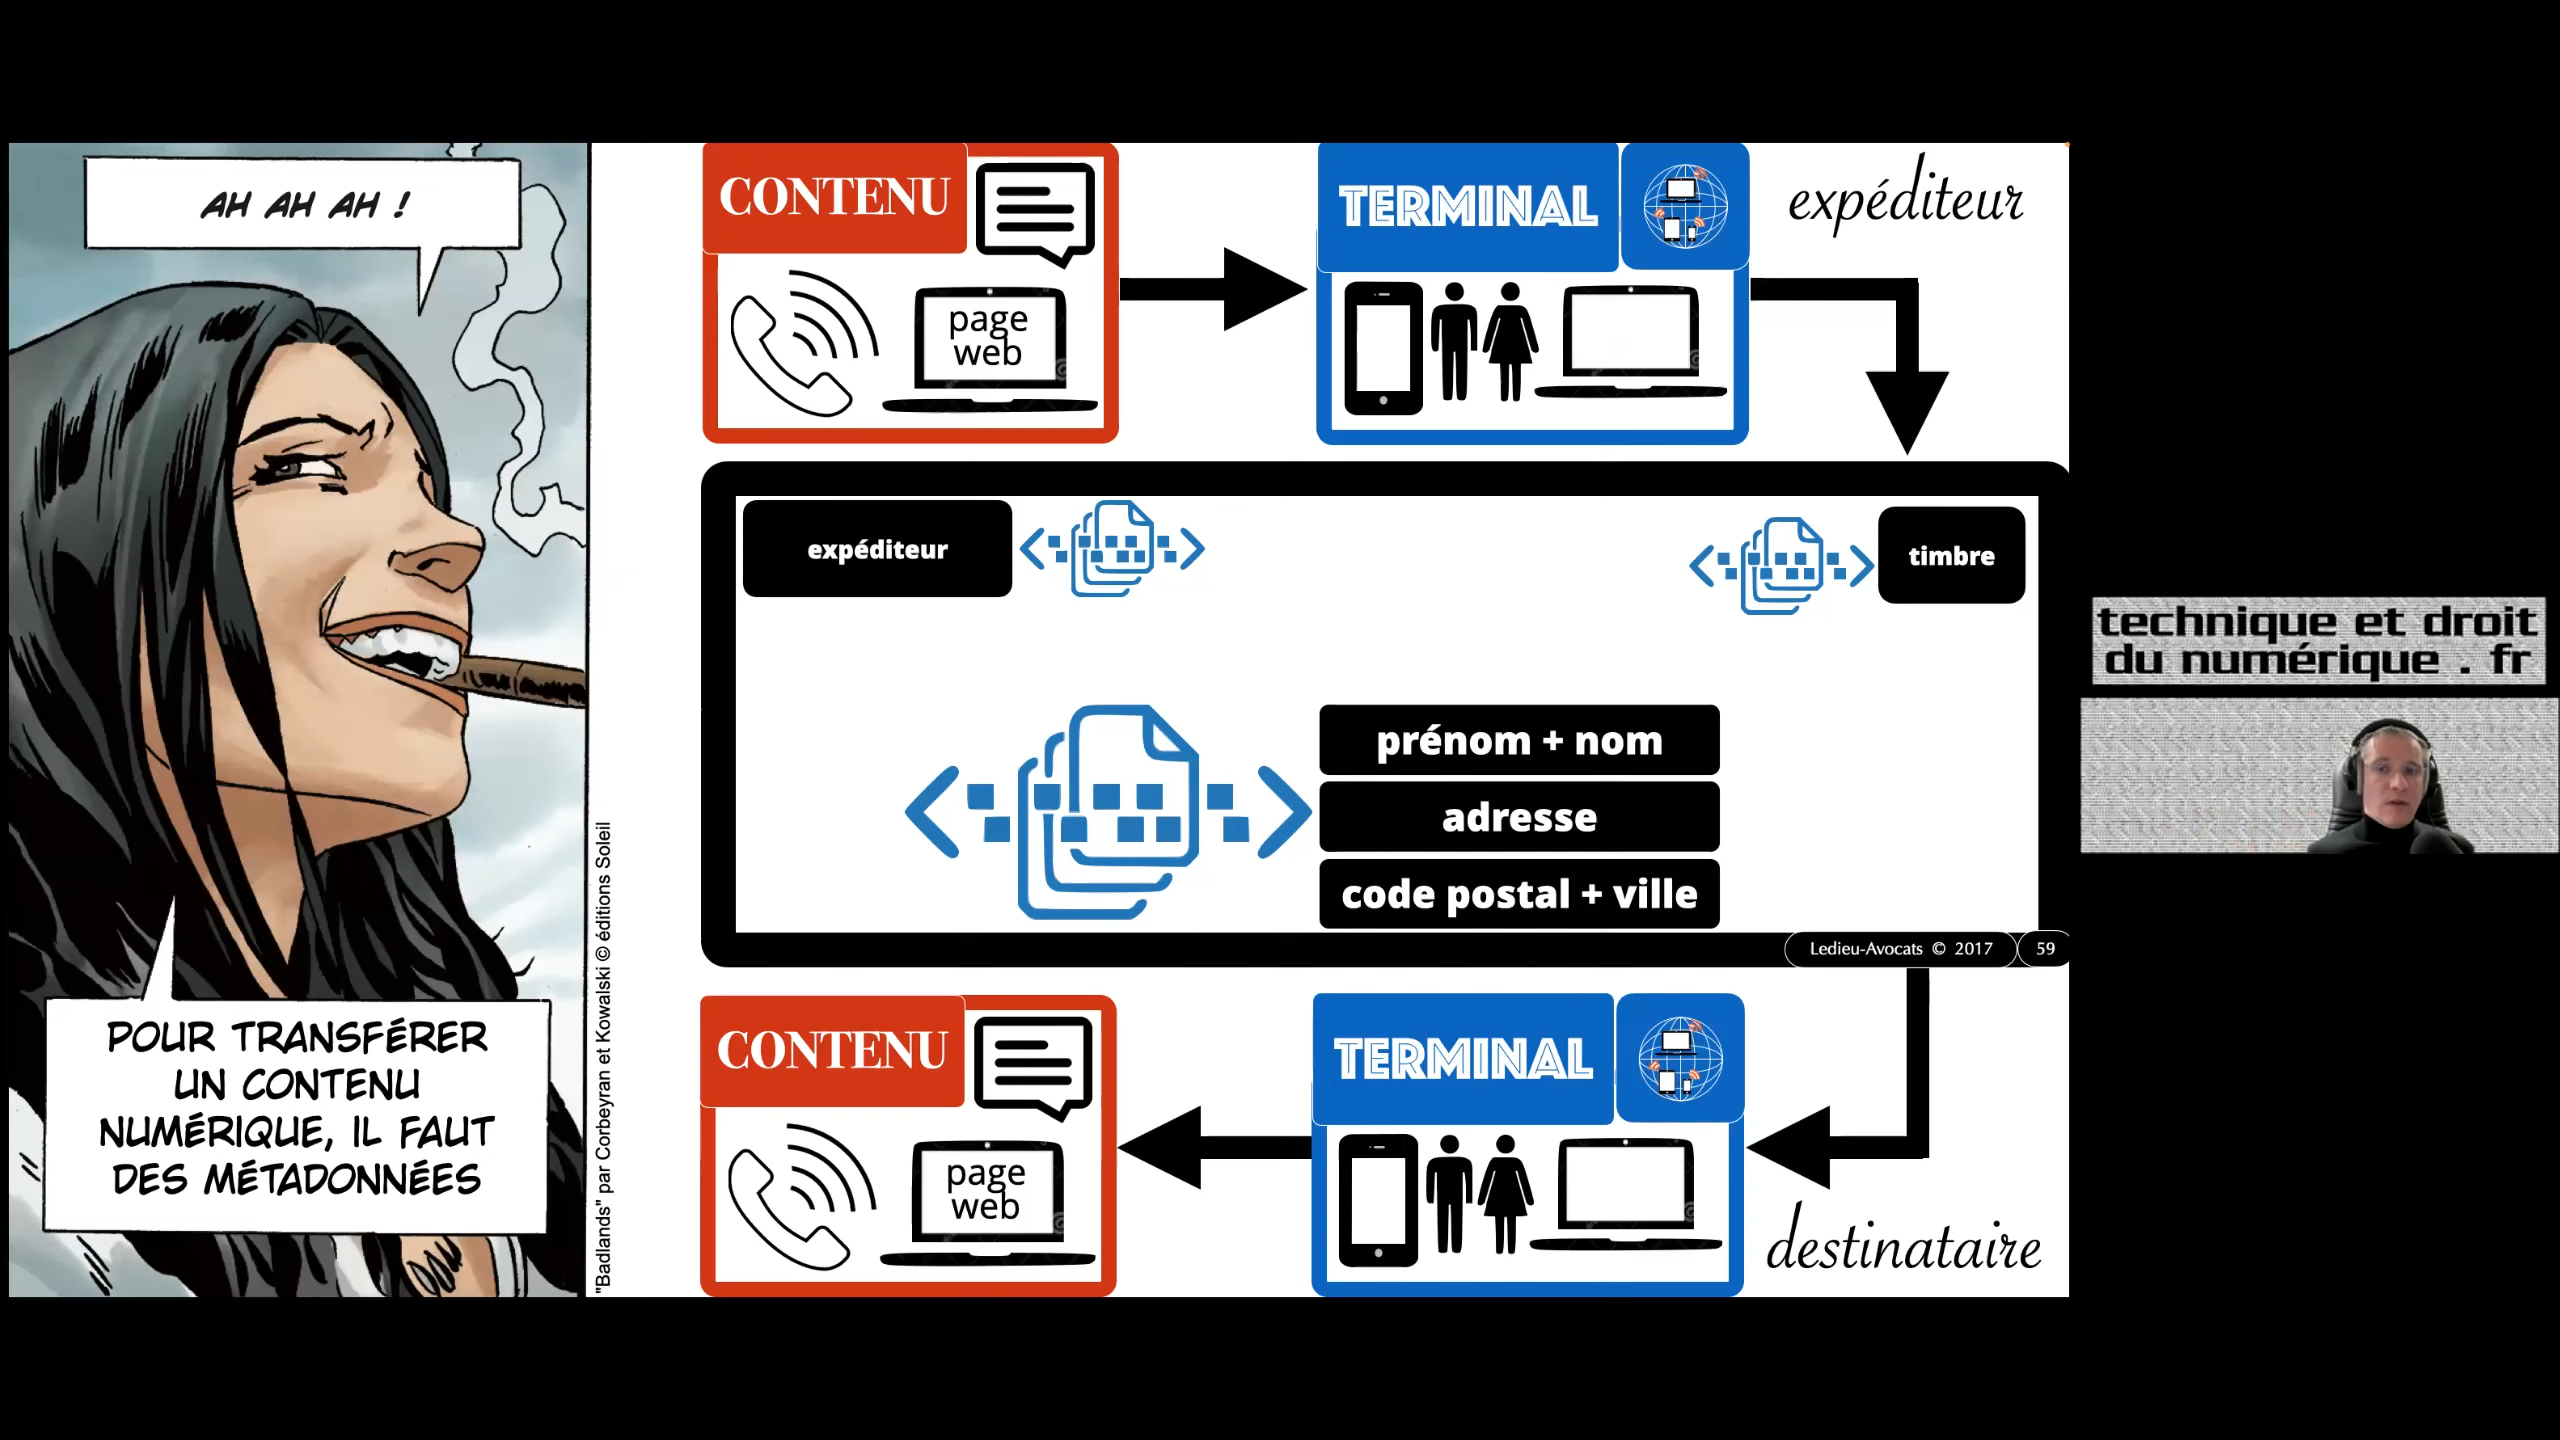 AH AH AH !
POUR TRANSFÉRER
UN CONTENU
NUMÉRIQUE, IL FAUT
DES MÉTADONNÉES
"Badlands" par Corbeyran et Kowalski © éditions Soleil
CONTENU
page
web
TERMINAL
expéditeur
expéditeur
timbre
prénom + nom
adresse
code postal + ville
Ledieu-Avocats © 2017
59
CONTENU
page
web
TERMINAL
destinataire
technique et droit
du numérique . fr